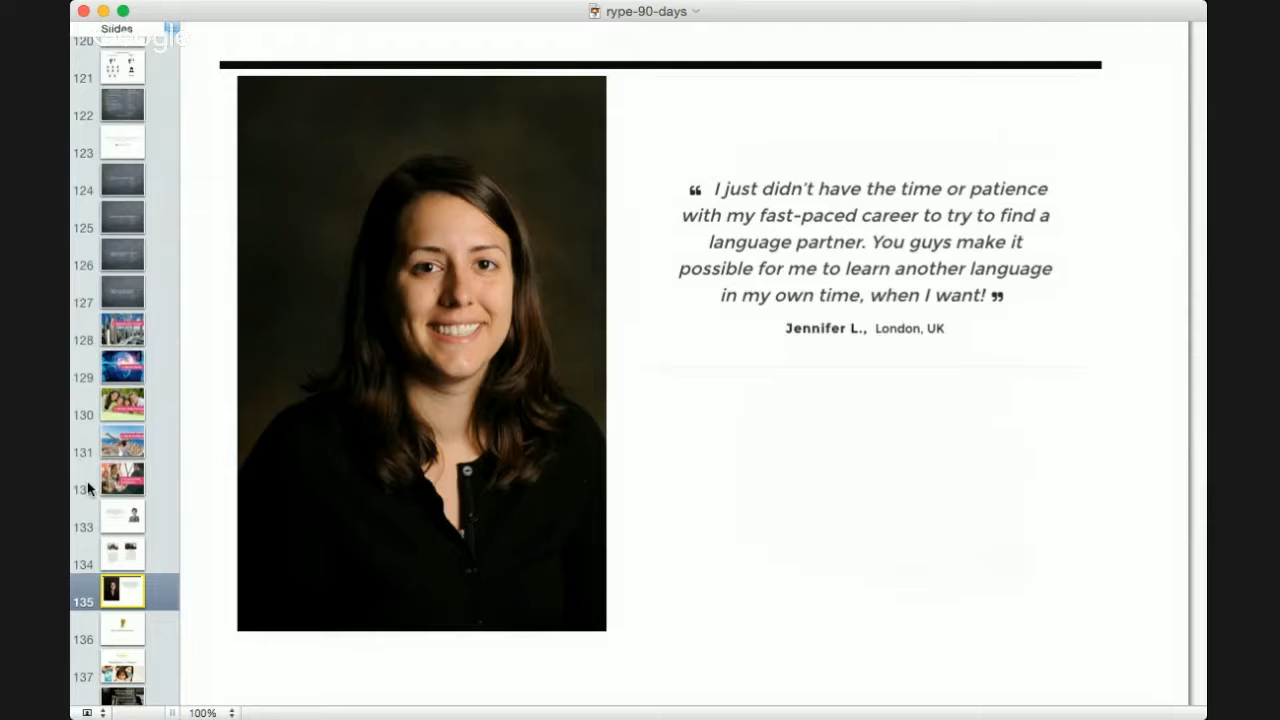 rype-90-days
Slides
120
121
122
123
124
125
126
127
128
129
130
131
133
134
135
136
137
❝ I just didn't have the time or patience
with my fast-paced career to try to find a
language partner. You guys make it
possible for me to learn another language
in my own time, when I want! ❞
Jennifer L., London, UK
100%